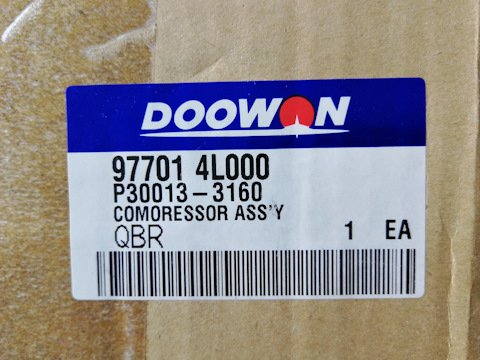 DOOWON
97701 4L000
P30013-3160
COMORESSOR ASS'Y
QBR 1 EA